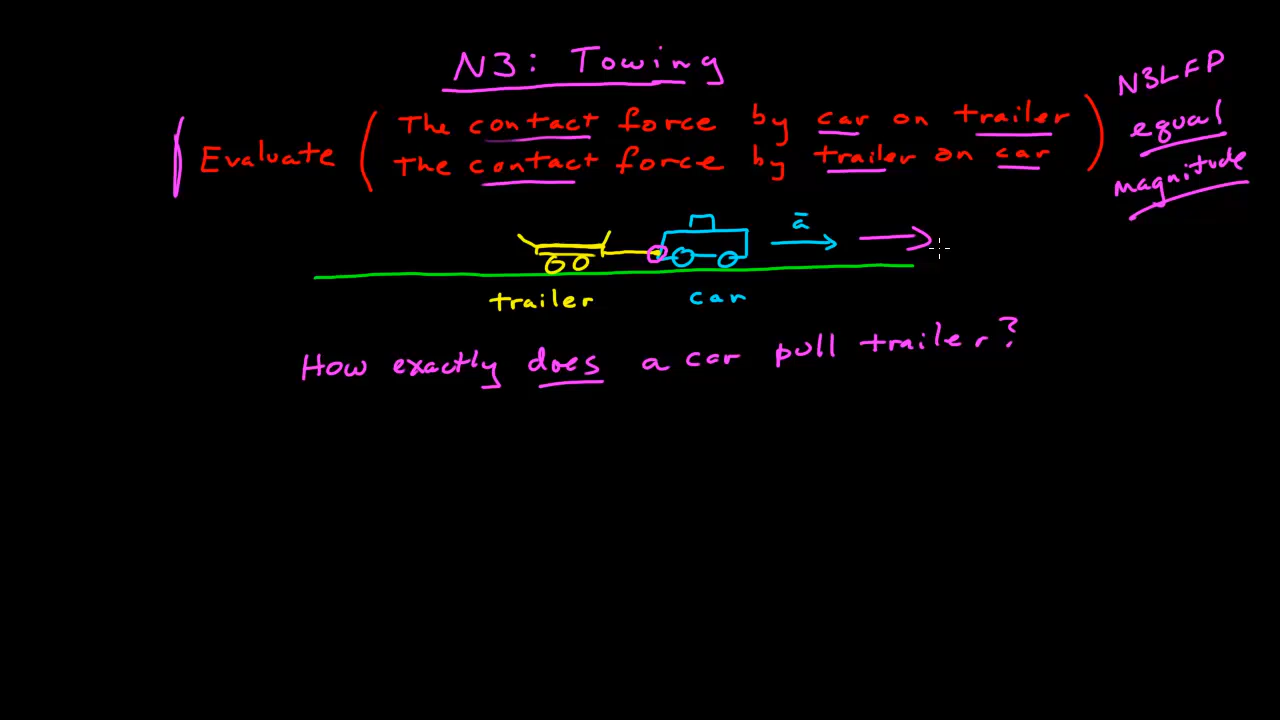 N3: Towing
The contact force by car on trailer
Evaluate
The contact force by trailer on car
N3LFP
equal
magnitude
a
trailer
car
How exactly does a car pull trailer?